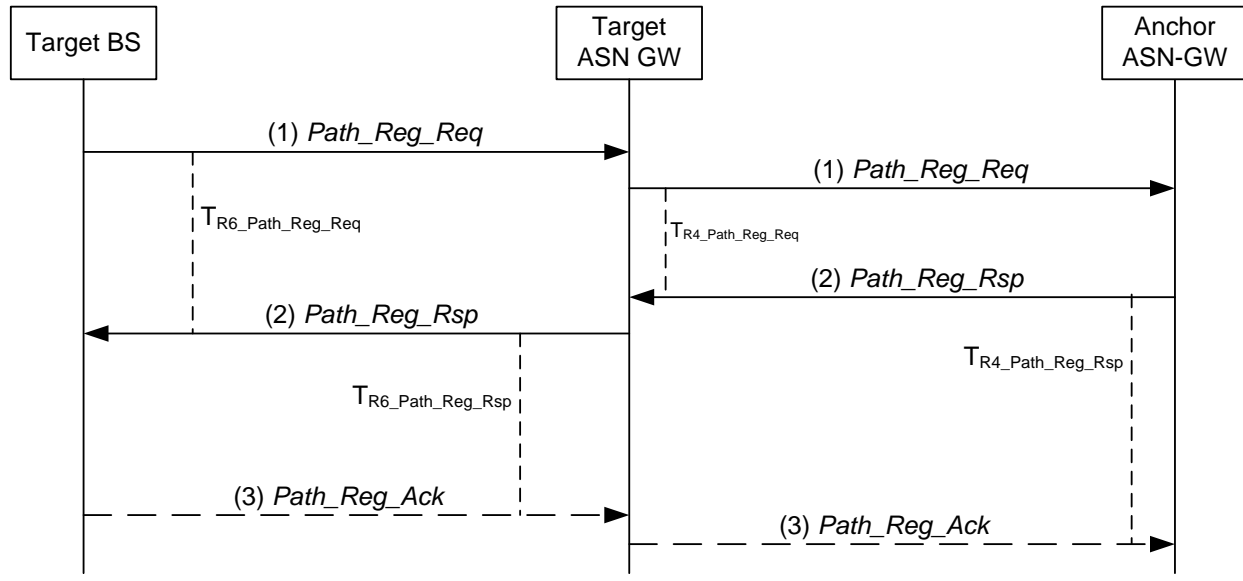 Target BS
Target
ASN GW
Anchor
ASN-GW
(1) Path_Reg_Req
(1) Path_Reg_Req
TR6_Path_Reg_Req
TR4_Path_Reg_Req
(2) Path_Reg_Rsp
(2) Path_Reg_Rsp
TR4_Path_Reg_Rsp
TR6_Path_Reg_Rsp
(3) Path_Reg_Ack
(3) Path_Reg_Ack